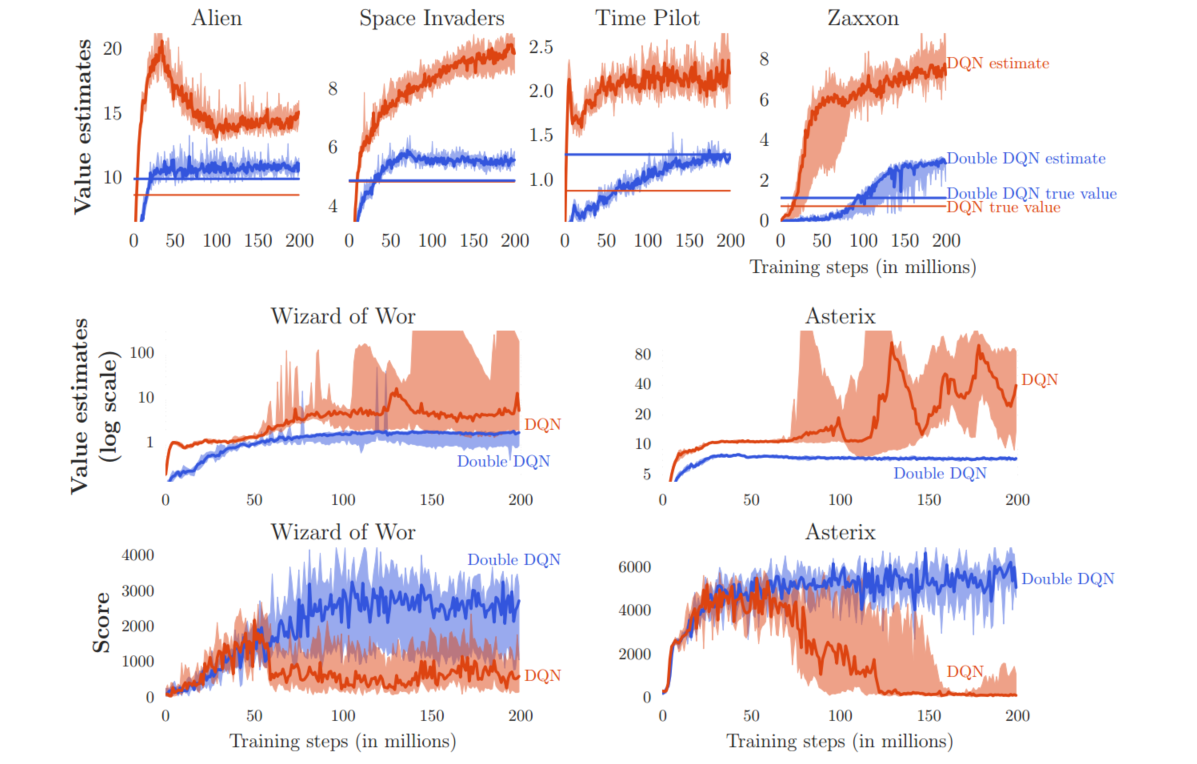 Alien
Space Invaders
Time Pilot
Zaxxon
Value estimates
20
15
10
0 50 100 150 200
8
6
4
0 50 100 150 200
2.5
2.0
1.5
1.0
0 50 100 150 200
8
6
4
2
0
0 50 100 150 200
DQN estimate
Double DQN estimate
Double DQN true value
DQN true value
Training steps (in millions)
Wizard of Wor
Asterix
Value estimates
(log scale)
100
10
1
DQN
Double DQN
0 50 100 150 200
80
40
20
10
5
DQN
Double DQN
0 50 100 150 200
Wizard of Wor
Asterix
Score
4000
3000
2000
1000
0
Double DQN
DQN
0 50 100 150 200
Training steps (in millions)
6000
4000
2000
0
Double DQN
DQN
0 50 100 150 200
Training steps (in millions)